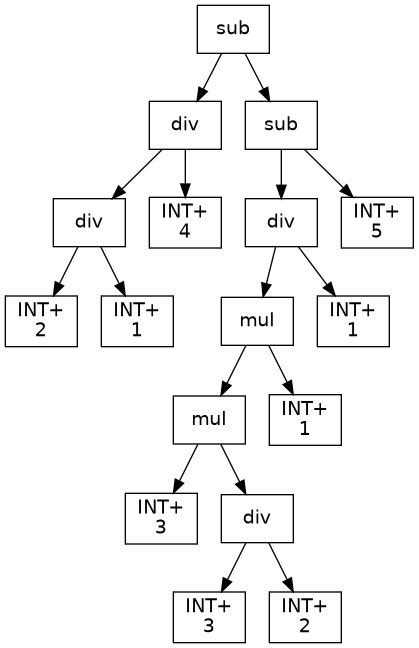 sub
div
sub
div
INT+
4
div
INT+
5
INT+
2
INT+
1
mul
INT+
1
mul
INT+
1
INT+
3
div
INT+
3
INT+
2